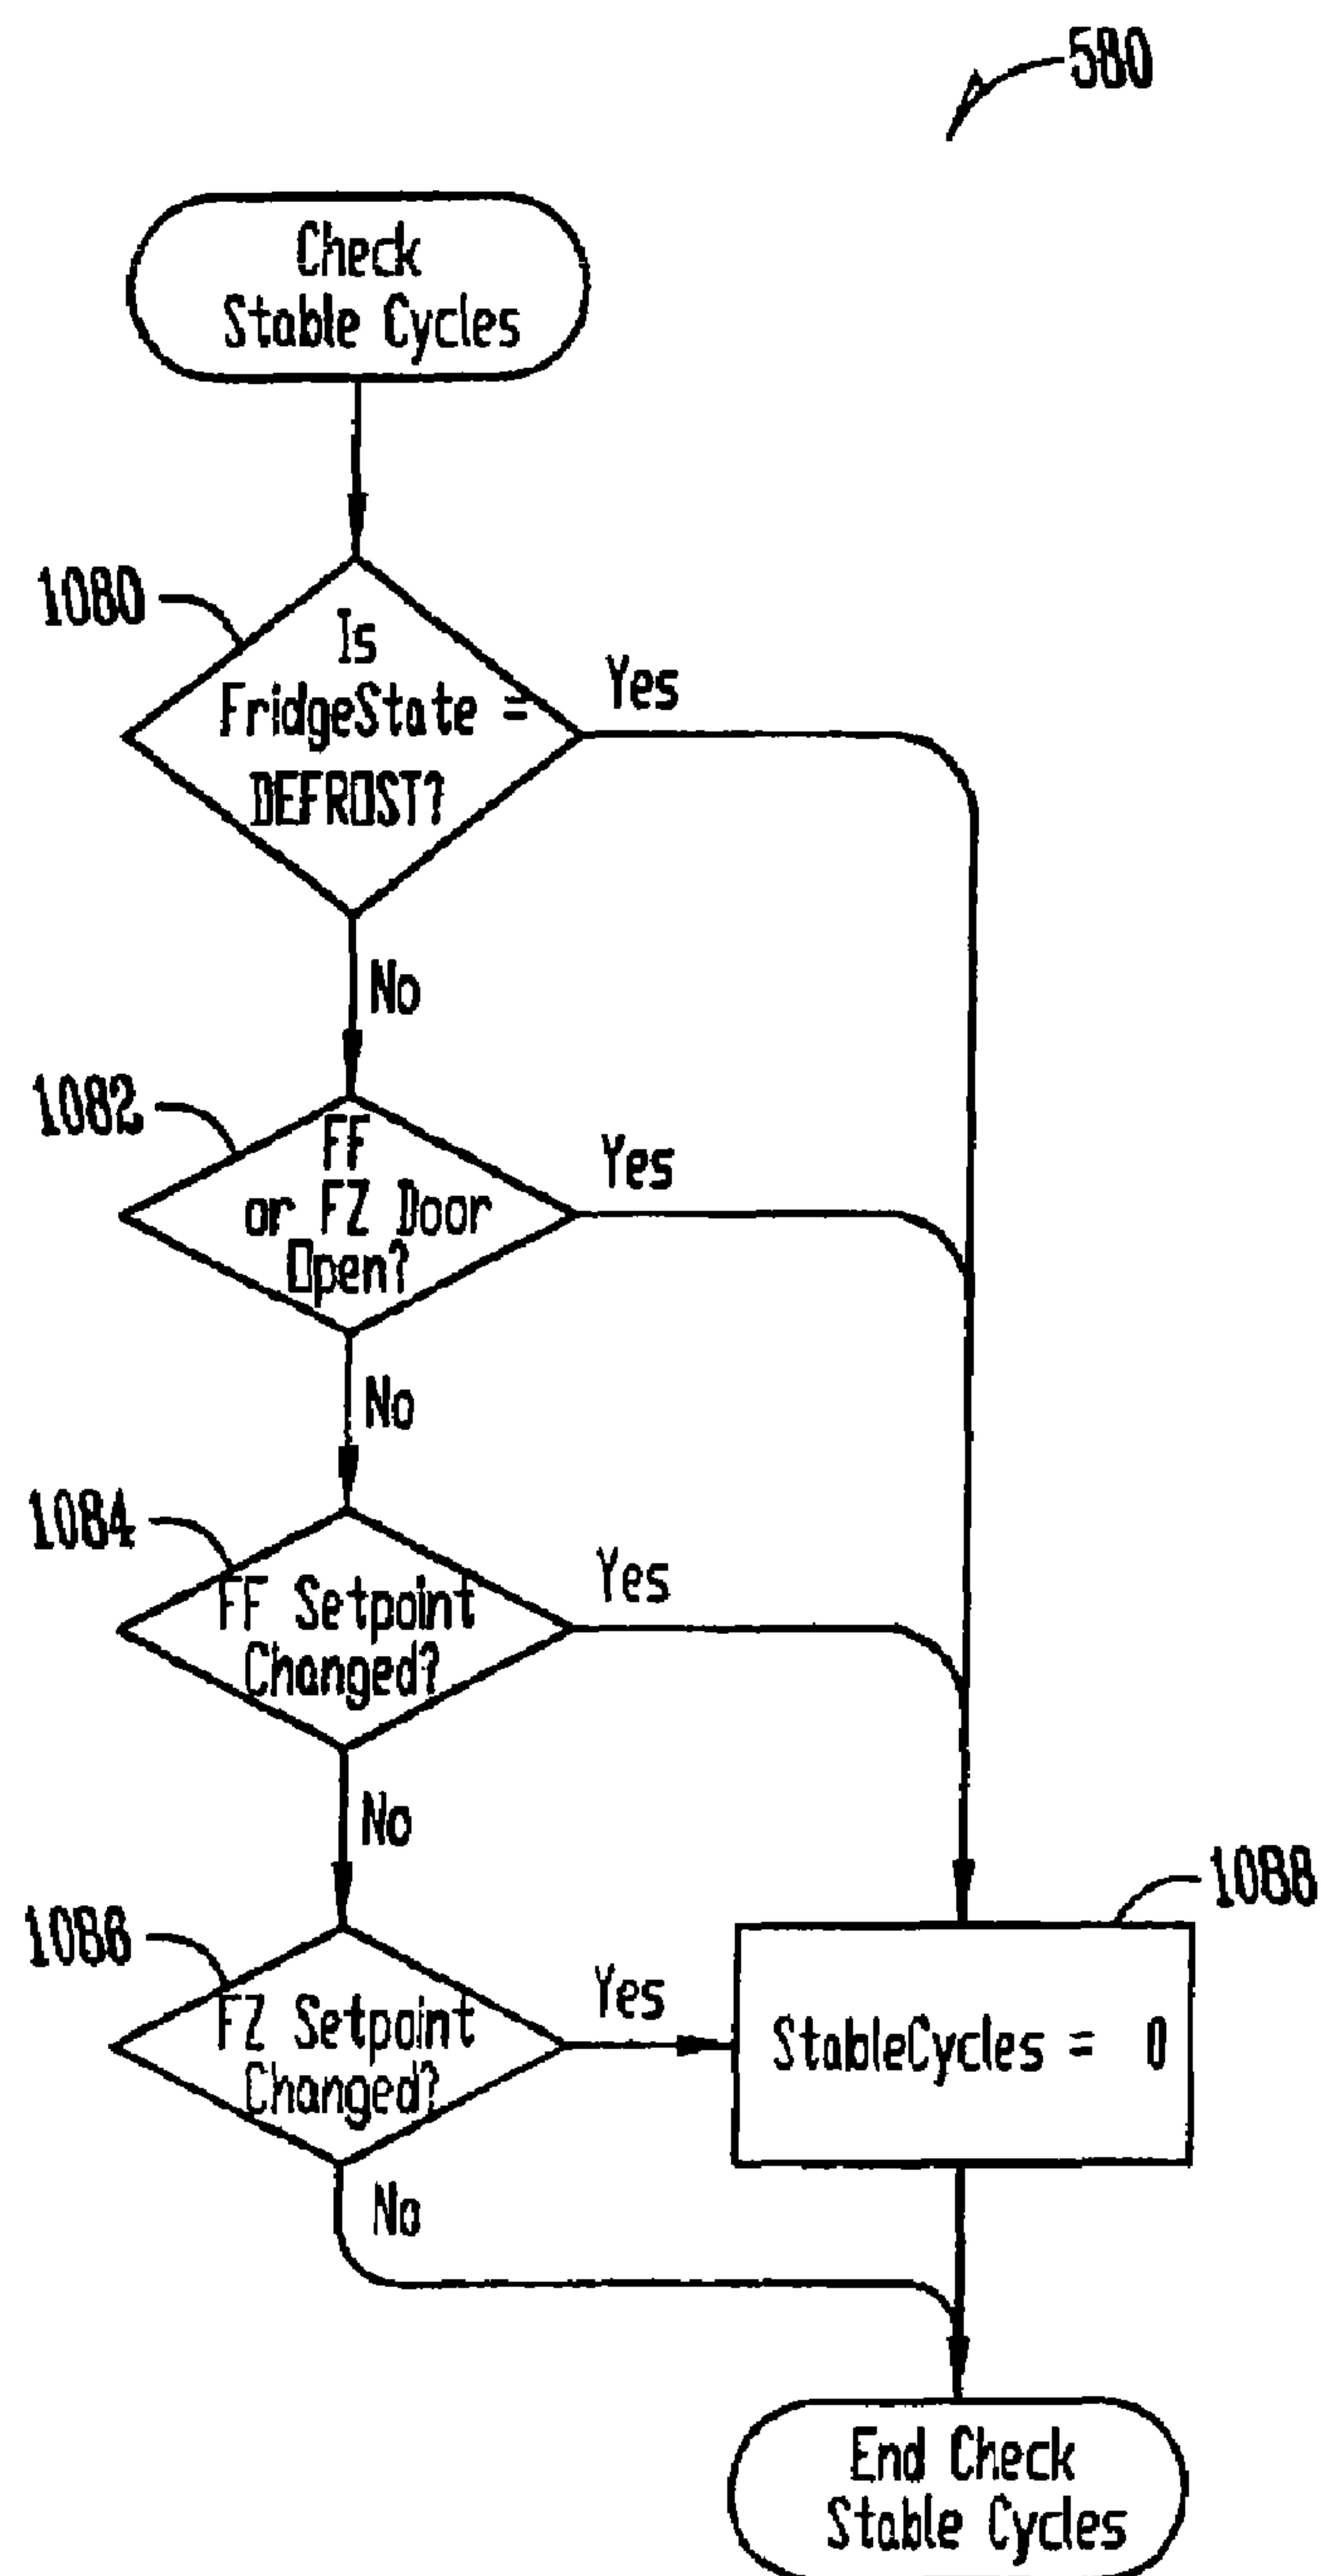 580
Check
Stable Cycles
1080
Is
FridgeState =
DEFROST?
Yes
No
1082
FF
or FZ Door
Open?
Yes
No
1084
FF Setpoint
Changed?
Yes
No
1086
FZ Setpoint
Changed?
Yes
No
1088
StableCycles = 0
End Check
Stable Cycles